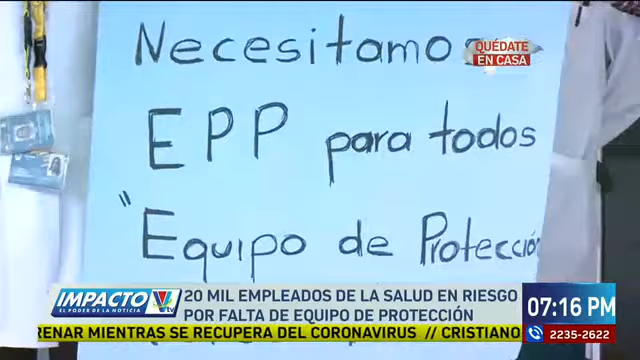 Necesitamos
QUÉDATE
EN CASA
EPP para todos
"Equipo de Protección
IMPACTO VTV
EL PODER DE LA NOTICIA
20 MIL EMPLEADOS DE LA SALUD EN RIESGO
POR FALTA DE EQUIPO DE PROTECCIÓN
07:16 PM
2235-2622
RENAR MIENTRAS SE RECUPERA DEL CORONAVIRUS // CRISTIANO